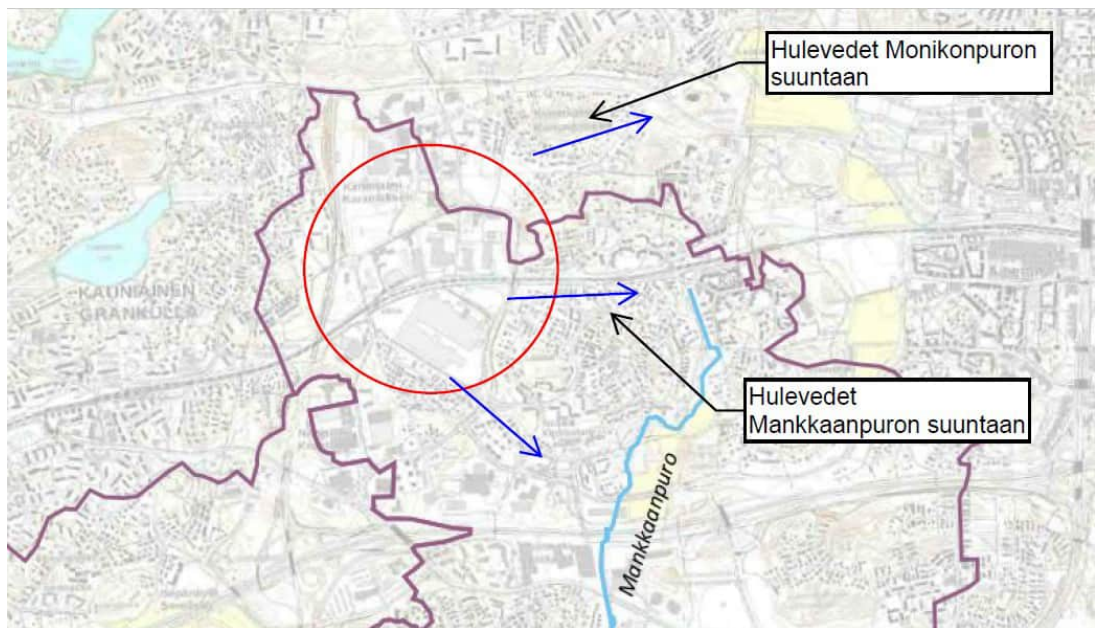 Hulevedet Monikonpuron
suuntaan
KAUNIAINEN
GRANKULLA
Hulevedet
Mankkaanpuron suuntaan
Mankkaanpuro